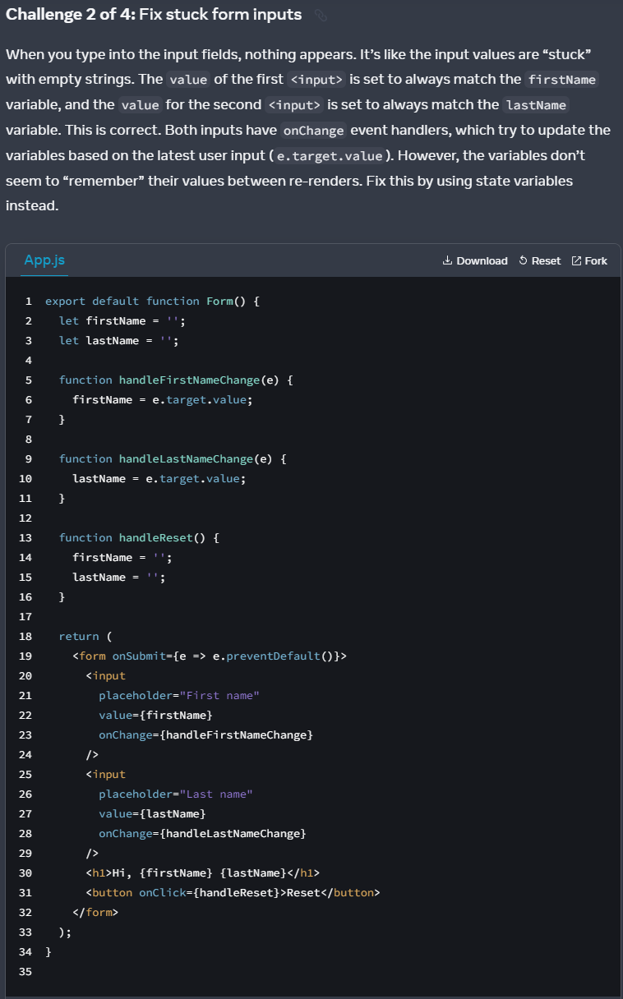 Challenge 2 of 4: Fix stuck form inputs
When you type into the input fields, nothing appears. It’s like the input values are “stuck”
with empty strings. The value of the first <input> is set to always match the firstName
variable, and the value for the second <input> is set to always match the lastName
variable. This is correct. Both inputs have onChange event handlers, which try to update the
variables based on the latest user input (e.target.value). However, the variables don’t
seem to “remember” their values between re-renders. Fix this by using state variables
instead.
App.js Download Reset Fork
1 export default function Form() {
2   let firstName = '';
3   let lastName = '';
4
5   function handleFirstNameChange(e) {
6     firstName = e.target.value;
7   }
8
9   function handleLastNameChange(e) {
10     lastName = e.target.value;
11   }
12
13   function handleReset() {
14     firstName = '';
15     lastName = '';
16   }
17
18   return (
19     <form onSubmit={e => e.preventDefault()}>
20       <input
21         placeholder="First name"
22         value={firstName}
23         onChange={handleFirstNameChange}
24       />
25       <input
26         placeholder="Last name"
27         value={lastName}
28         onChange={handleLastNameChange}
29       />
30       <h1>Hi, {firstName} {lastName}</h1>
31       <button onClick={handleReset}>Reset</button>
32     </form>
33   );
34 }
35